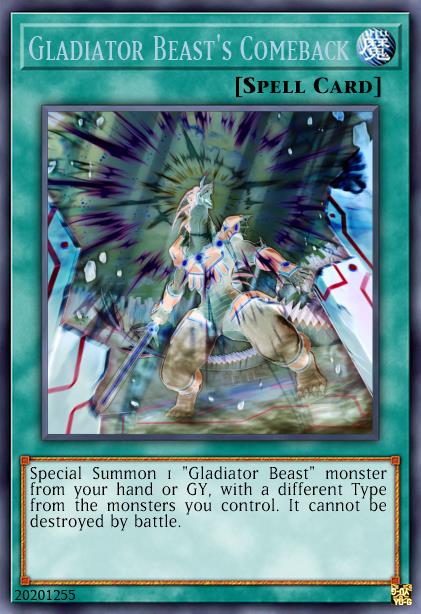 Gladiator Beast's Comeback 魔
[Spell Card]
Special Summon 1 "Gladiator Beast" monster
from your hand or GY, with a different Type
from the monsters you control. It cannot be
destroyed by battle.
20201255